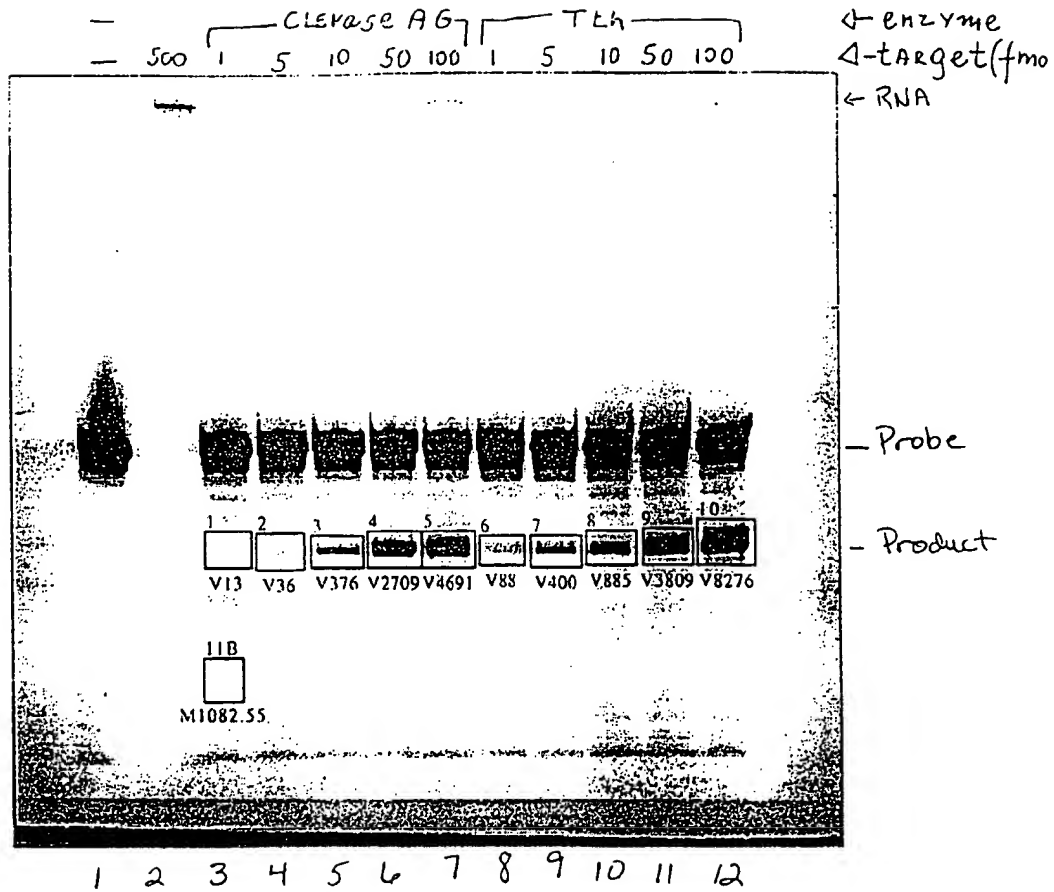 — Cleavase AG Tth ← enzyme
— 500 1 5 10 50 100 1 5 10 50 100 ←target(fmo
← RNA
– Probe
1 2 3 4 5 6 7 8 9 10
– Product
V13 V36 V376 V2709 V4691 V88 V400 V885 V3809 V8276
11B
M1082.55
1 2 3 4 5 6 7 8 9 10 11 12